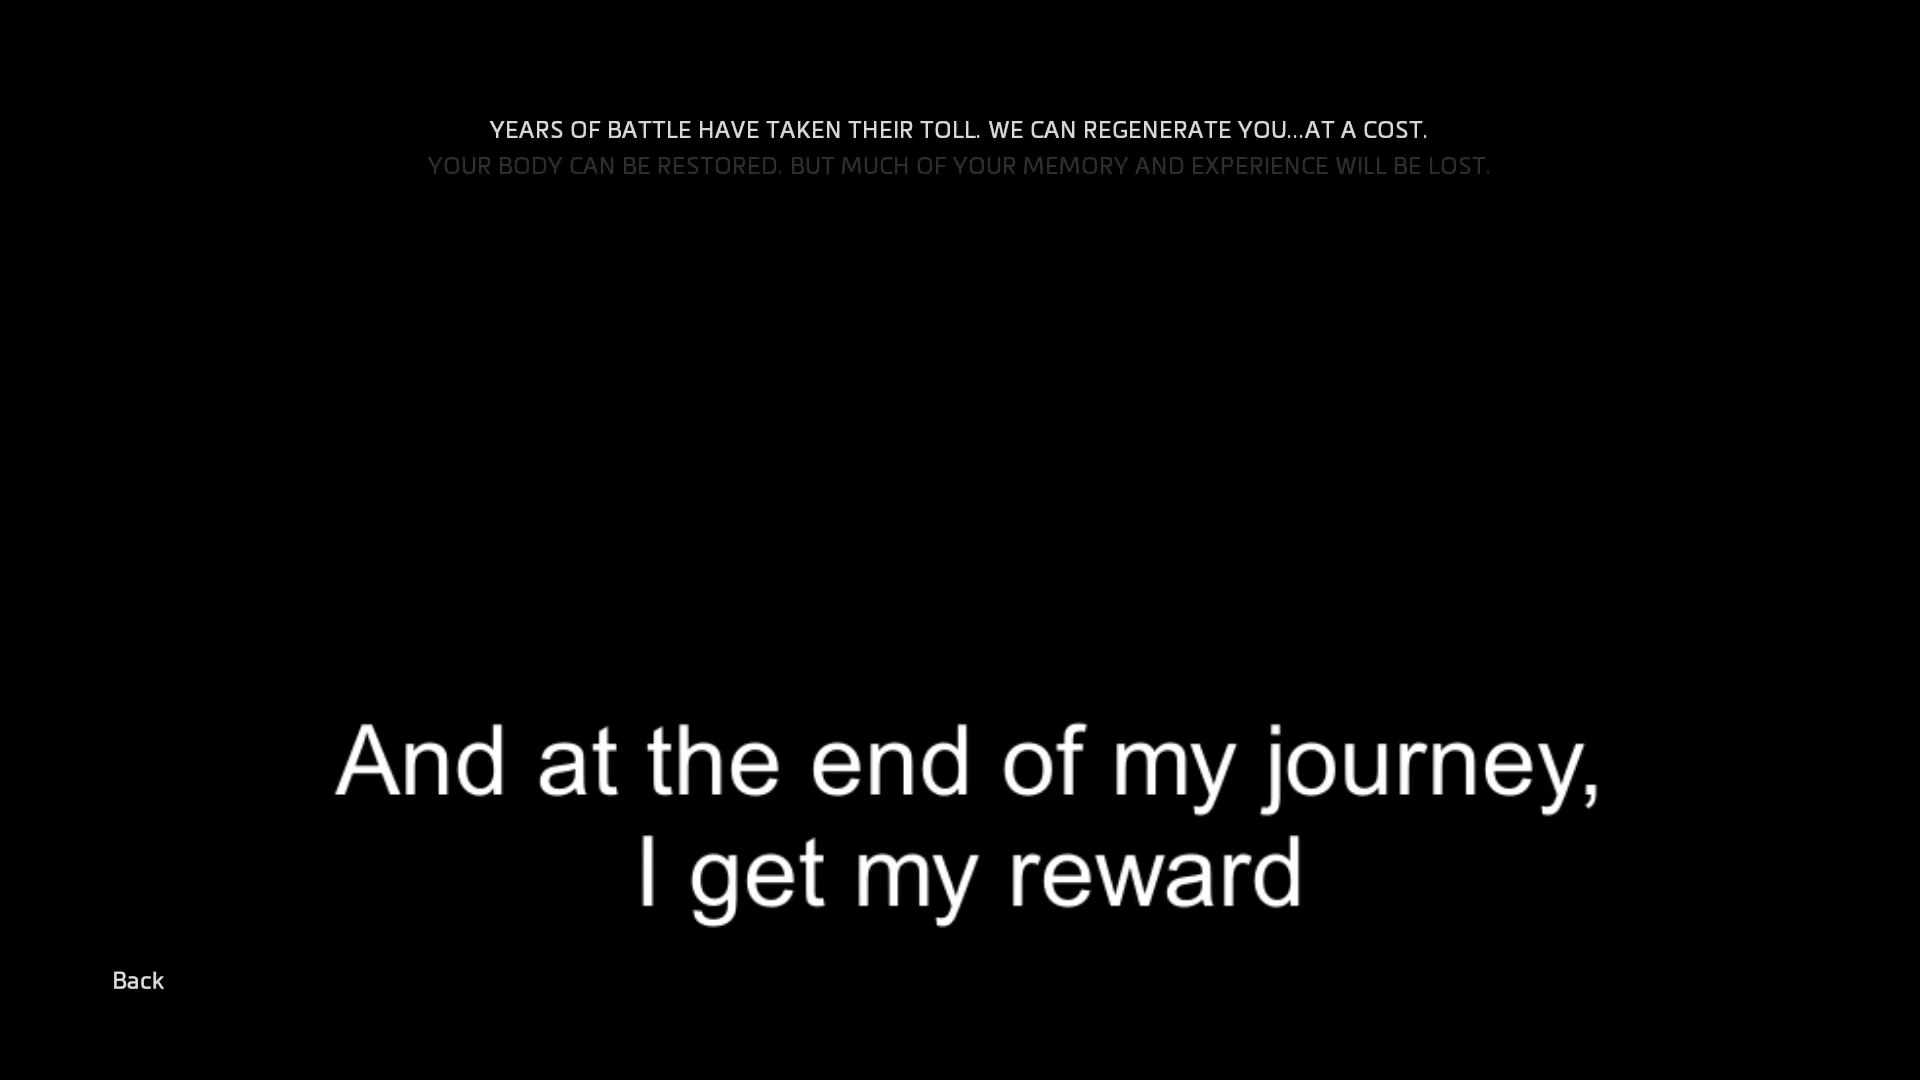 YEARS OF BATTLE HAVE TAKEN THEIR TOLL. WE CAN REGENERATE YOU...AT A COST.
YOUR BODY CAN BE RESTORED. BUT MUCH OF YOUR MEMORY AND EXPERIENCE WILL BE LOST.
And at the end of my journey,
I get my reward
Back